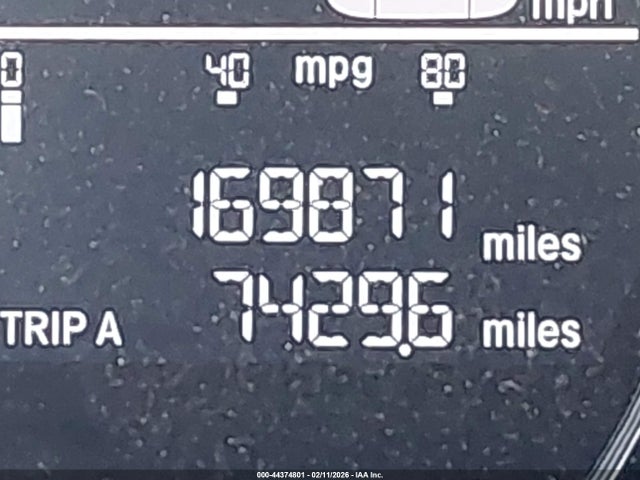 mph
0 40 mpg 80
169871 miles
TRIP A 7429.6 miles
000-44374801 - 02/11/2026 - IAA Inc.